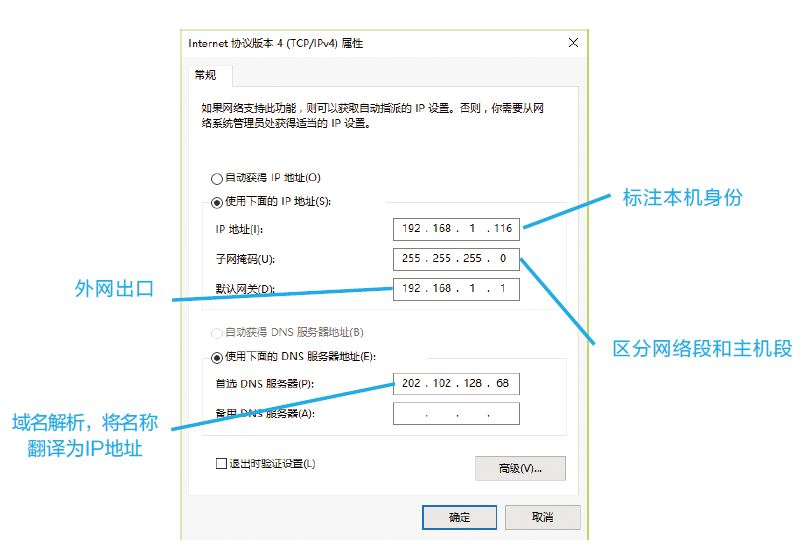 Internet 协议版本 4 (TCP/IPv4) 属性
常规
如果网络支持此功能，则可以获取自动指派的 IP 设置。否则，你需要从网
络系统管理员处获得适当的 IP 设置。
自动获得 IP 地址(O)
使用下面的 IP 地址(S):
IP 地址(I):
192 . 168 . 1 . 116
标注本机身份
子网掩码(U):
255 . 255 . 255 . 0
区分网络段和主机段
外网出口
默认网关(D):
192 . 168 . 1 . 1
自动获得 DNS 服务器地址(B)
使用下面的 DNS 服务器地址(E):
首选 DNS 服务器(P):
202 . 102 . 128 . 68
域名解析，将名称
翻译为IP地址
备用 DNS 服务器(A):
. . .
退出时验证设置(L)
高级(V)...
确定
取消